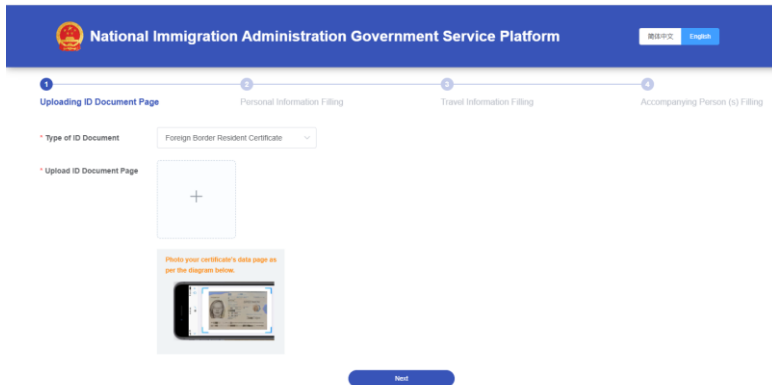 National Immigration Administration Government Service Platform
简体中文 English
1 2 3 4
Uploading ID Document Page Personal Information Filling Travel Information Filling Accompanying Person (s) Filling
* Type of ID Document Foreign Border Resident Certificate
* Upload ID Document Page
Photo your certificate's data page as
per the diagram below.
Next